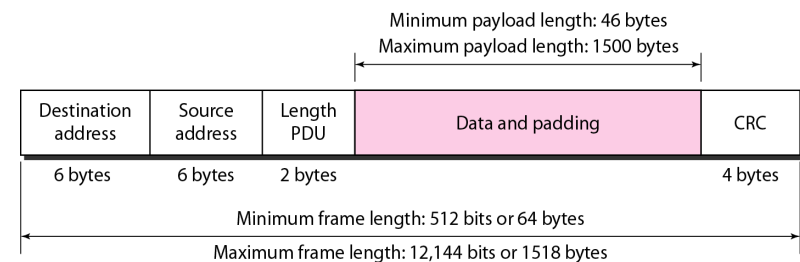 Minimum payload length: 46 bytes
Maximum payload length: 1500 bytes
Destination
address
Source
address
Length
PDU
Data and padding
CRC
6 bytes
6 bytes
2 bytes
4 bytes
Minimum frame length: 512 bits or 64 bytes
Maximum frame length: 12,144 bits or 1518 bytes